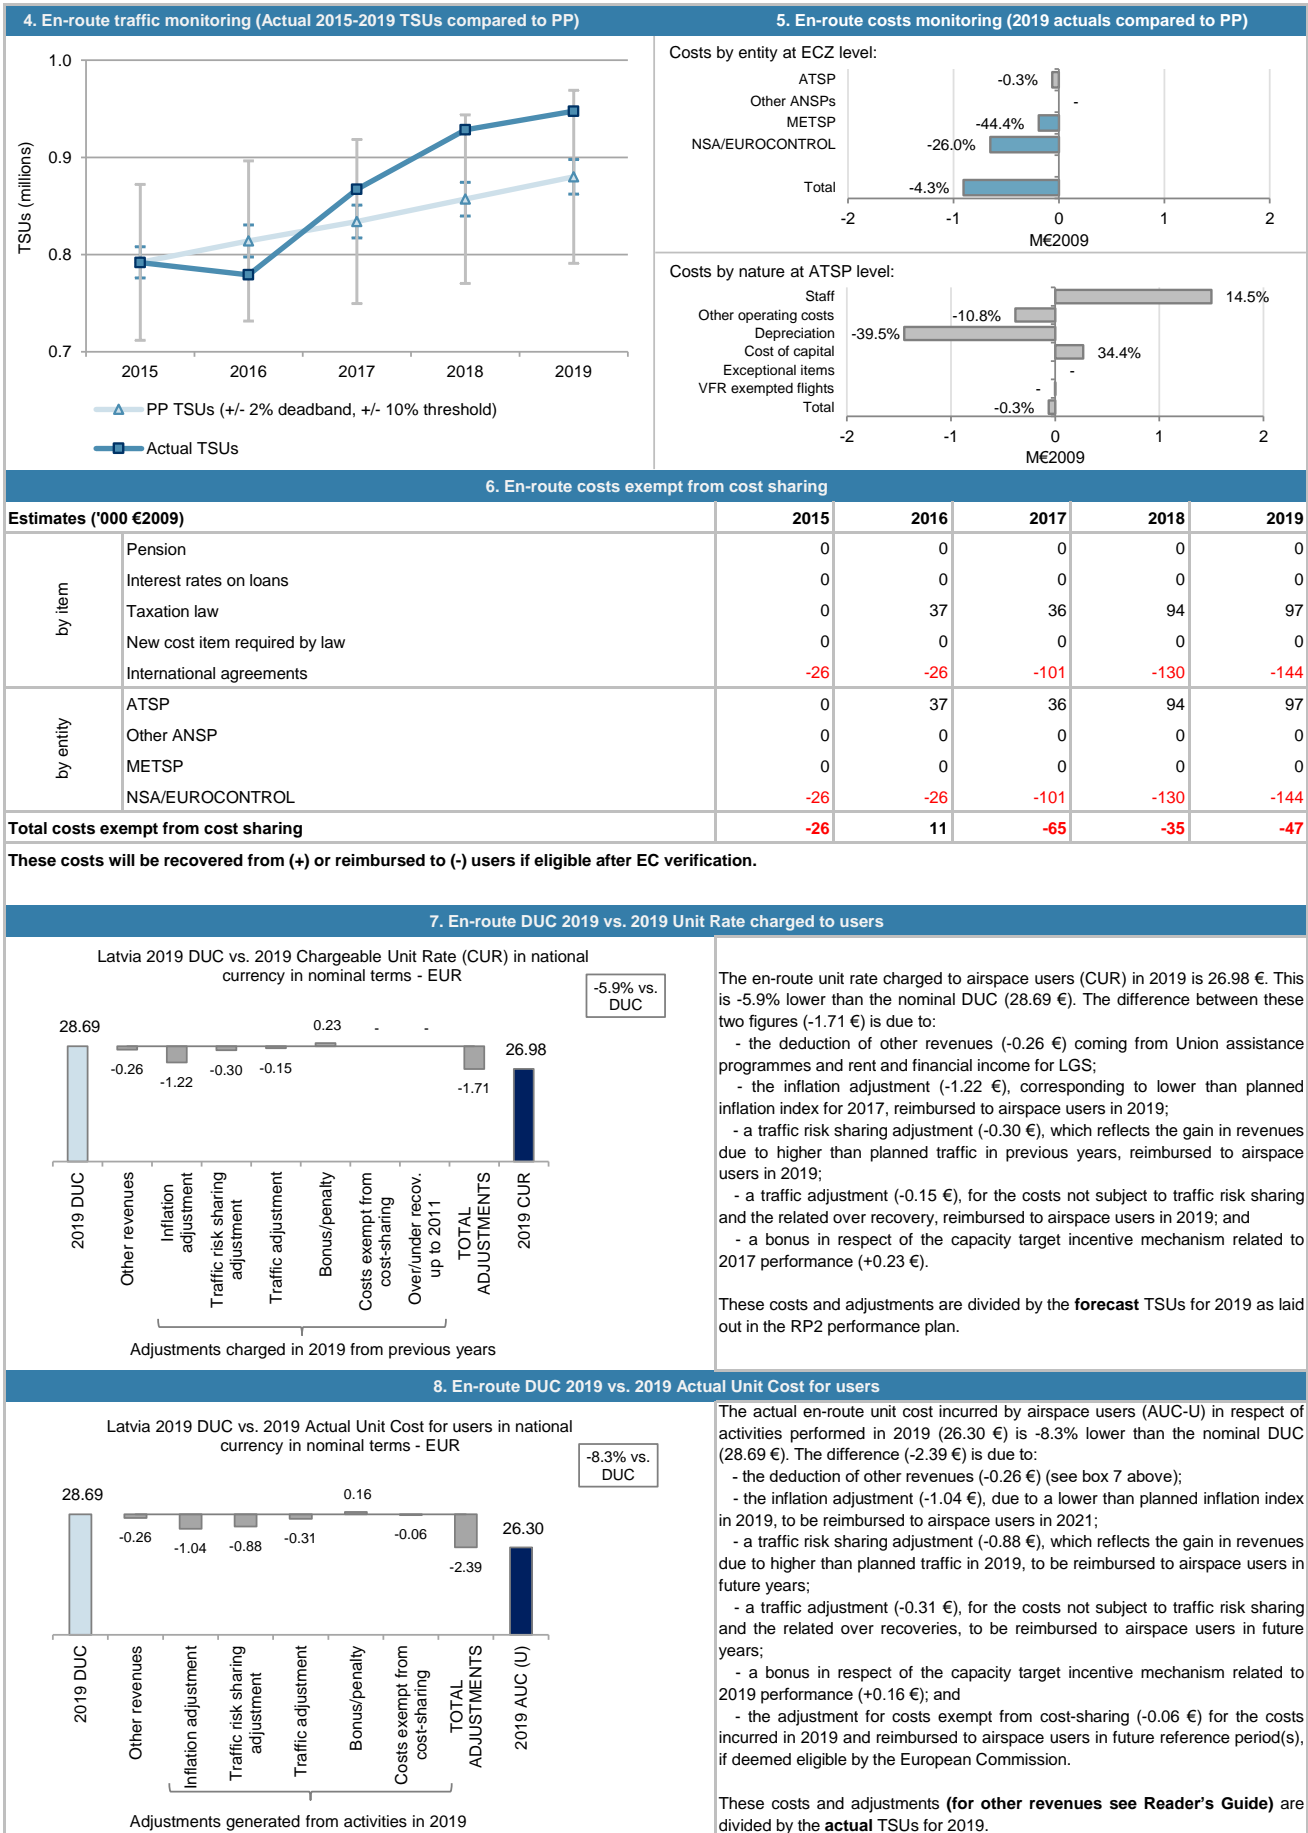 4. En-route traffic monitoring (Actual 2015-2019 TSUs compared to PP)
1.0
0.9
0.8
0.7
TSUs (millions)
2015 2016 2017 2018 2019
PP TSUs (+/- 2% deadband, +/- 10% threshold)
Actual TSUs
5. En-route costs monitoring (2019 actuals compared to PP)
Costs by entity at ECZ level:
ATSP -0.3%
Other ANSPs -
METSP -44.4%
NSA/EUROCONTROL -26.0%
Total -4.3%
-2 -1 0 1 2
M€2009
Costs by nature at ATSP level:
Staff 14.5%
Other operating costs -10.8%
Depreciation -39.5%
Cost of capital 34.4%
Exceptional items -
VFR exempted flights -
Total -0.3%
-2 -1 0 1 2
M€2009
6. En-route costs exempt from cost sharing
Estimates ('000 €2009) 2015 2016 2017 2018 2019
by item
Pension 0 0 0 0 0
Interest rates on loans 0 0 0 0 0
Taxation law 0 37 36 94 97
New cost item required by law 0 0 0 0 0
International agreements -26 -26 -101 -130 -144
by entity
ATSP 0 37 36 94 97
Other ANSP 0 0 0 0 0
METSP 0 0 0 0 0
NSA/EUROCONTROL -26 -26 -101 -130 -144
Total costs exempt from cost sharing -26 11 -65 -35 -47
These costs will be recovered from (+) or reimbursed to (-) users if eligible after EC verification.
7. En-route DUC 2019 vs. 2019 Unit Rate charged to users
Latvia 2019 DUC vs. 2019 Chargeable Unit Rate (CUR) in national
currency in nominal terms - EUR
-5.9% vs.
DUC
28.69 -0.26 -1.22 -0.30 -0.15 0.23 - - -1.71 26.98
2019 DUC
Other revenues
Inflation
adjustment
Traffic risk sharing
adjustment
Traffic adjustment
Bonus/penalty
Costs exempt from
cost-sharing
Over/under recov.
up to 2011
TOTAL
ADJUSTMENTS
2019 CUR
Adjustments charged in 2019 from previous years
The en-route unit rate charged to airspace users (CUR) in 2019 is 26.98 €. This
is -5.9% lower than the nominal DUC (28.69 €). The difference between these
two figures (-1.71 €) is due to:
- the deduction of other revenues (-0.26 €) coming from Union assistance
programmes and rent and financial income for LGS;
- the inflation adjustment (-1.22 €), corresponding to lower than planned
inflation index for 2017, reimbursed to airspace users in 2019;
- a traffic risk sharing adjustment (-0.30 €), which reflects the gain in revenues
due to higher than planned traffic in previous years, reimbursed to airspace
users in 2019;
- a traffic adjustment (-0.15 €), for the costs not subject to traffic risk sharing
and the related over recovery, reimbursed to airspace users in 2019; and
- a bonus in respect of the capacity target incentive mechanism related to
2017 performance (+0.23 €).
These costs and adjustments are divided by the forecast TSUs for 2019 as laid
out in the RP2 performance plan.
8. En-route DUC 2019 vs. 2019 Actual Unit Cost for users
Latvia 2019 DUC vs. 2019 Actual Unit Cost for users in national
currency in nominal terms - EUR
-8.3% vs.
DUC
28.69 -0.26 -1.04 -0.88 -0.31 0.16 -0.06 -2.39 26.30
2019 DUC
Other revenues
Inflation adjustment
Traffic risk sharing
adjustment
Traffic adjustment
Bonus/penalty
Costs exempt from
cost-sharing
TOTAL
ADJUSTMENTS
2019 AUC (U)
Adjustments generated from activities in 2019
The actual en-route unit cost incurred by airspace users (AUC-U) in respect of
activities performed in 2019 (26.30 €) is -8.3% lower than the nominal DUC
(28.69 €). The difference (-2.39 €) is due to:
- the deduction of other revenues (-0.26 €) (see box 7 above);
- the inflation adjustment (-1.04 €), due to a lower than planned inflation index
in 2019, to be reimbursed to airspace users in 2021;
- a traffic risk sharing adjustment (-0.88 €), which reflects the gain in revenues
due to higher than planned traffic in 2019, to be reimbursed to airspace users in
future years;
- a traffic adjustment (-0.31 €), for the costs not subject to traffic risk sharing
and the related over recoveries, to be reimbursed to airspace users in future
years;
- a bonus in respect of the capacity target incentive mechanism related to
2019 performance (+0.16 €); and
- the adjustment for costs exempt from cost-sharing (-0.06 €) for the costs
incurred in 2019 and reimbursed to airspace users in future reference period(s),
if deemed eligible by the European Commission.
These costs and adjustments (for other revenues see Reader's Guide) are
divided by the actual TSUs for 2019.